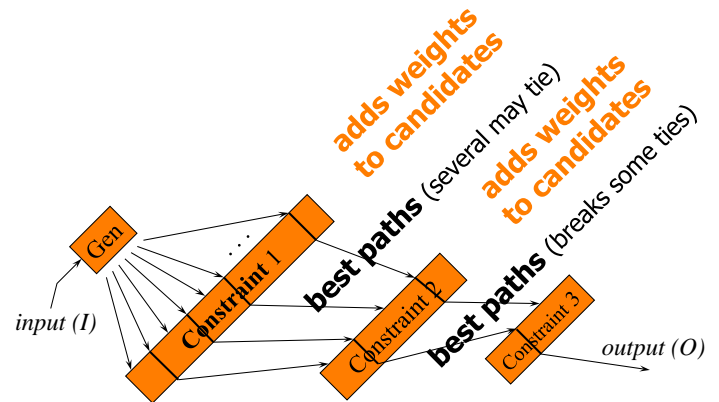 Gen
input (I)
. . .
Constraint 1
adds weights
to candidates
best paths (several may tie)
Constraint 2
adds weights
to candidates
best paths (breaks some ties)
Constraint 3
output (O)